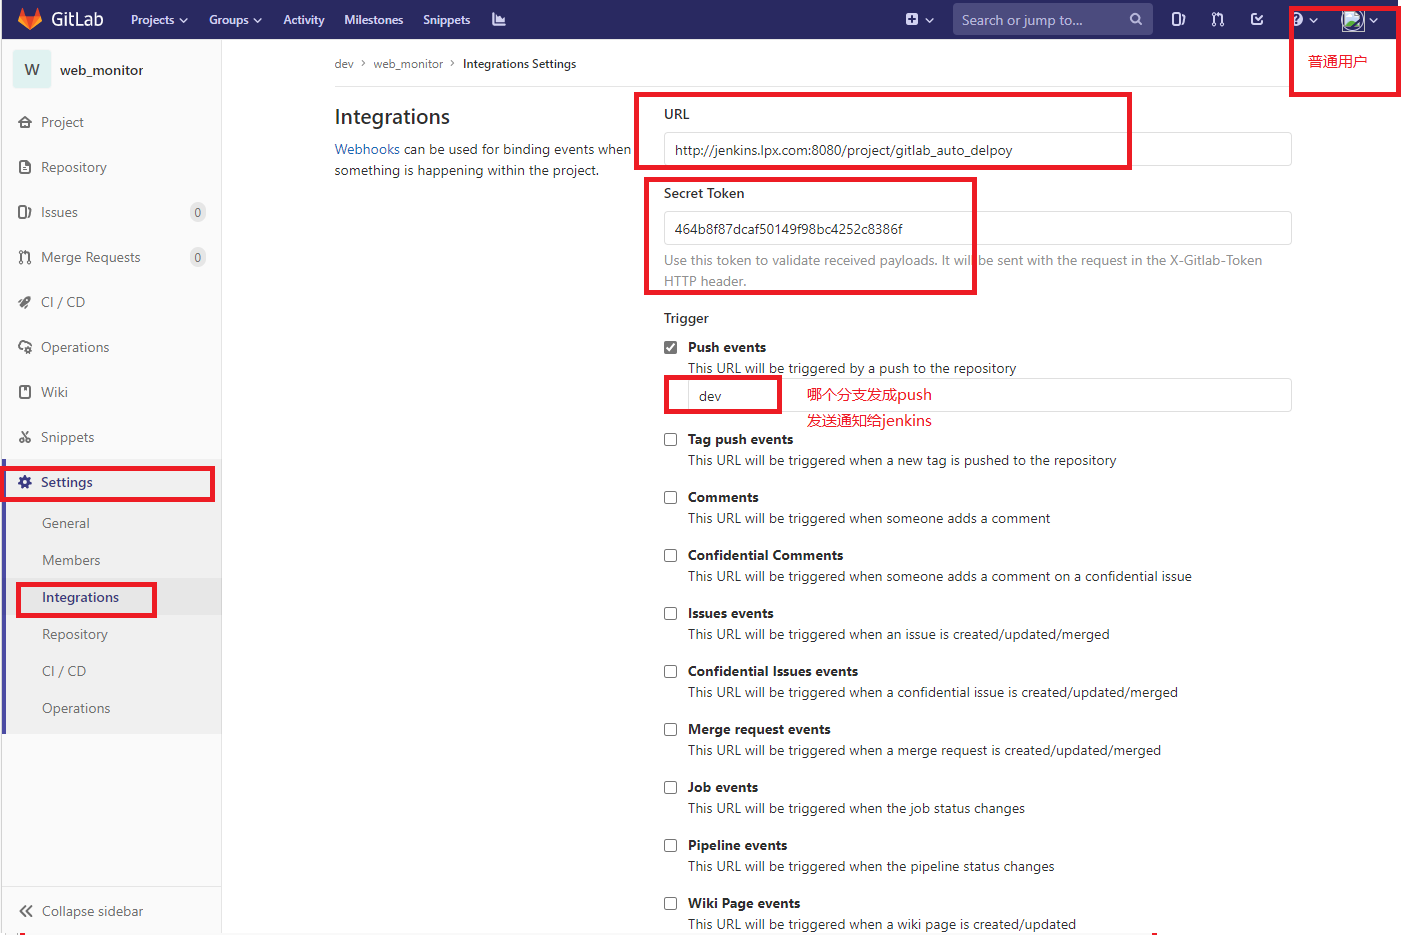 GitLab Projects Groups Activity Milestones Snippets Search or jump to...
W web_monitor
dev > web_monitor > Integrations Settings
普通用户
Project
Repository
Issues 0
Merge Requests 0
CI / CD
Operations
Wiki
Snippets
Settings
General
Members
Integrations
Repository
CI / CD
Operations
Collapse sidebar
Integrations
Webhooks can be used for binding events when
something is happening within the project.
URL
http://jenkins.lpx.com:8080/project/gitlab_auto_delpoy
Secret Token
464b8f87dcaf50149f98bc4252c8386f
Use this token to validate received payloads. It will be sent with the request in the X-Gitlab-Token
HTTP header.
Trigger
Push events
This URL will be triggered by a push to the repository
dev
哪个分支发成push
发送通知给jenkins
Tag push events
This URL will be triggered when a new tag is pushed to the repository
Comments
This URL will be triggered when someone adds a comment
Confidential Comments
This URL will be triggered when someone adds a comment on a confidential issue
Issues events
This URL will be triggered when an issue is created/updated/merged
Confidential Issues events
This URL will be triggered when a confidential issue is created/updated/merged
Merge request events
This URL will be triggered when a merge request is created/updated/merged
Job events
This URL will be triggered when the job status changes
Pipeline events
This URL will be triggered when the pipeline status changes
Wiki Page events
This URL will be triggered when a wiki page is created/updated